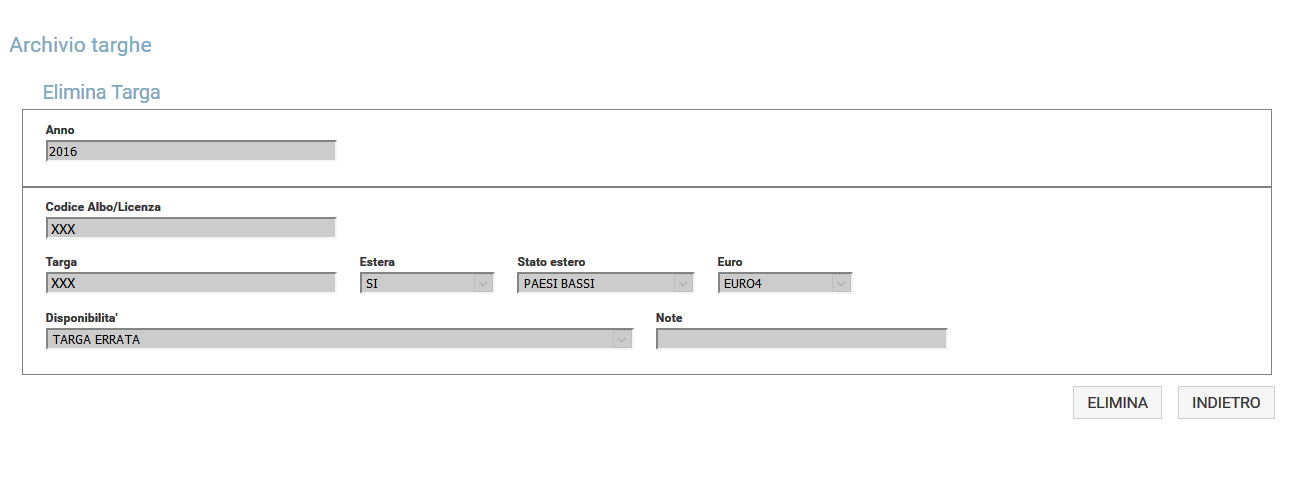 Archivio targhe
Elimina Targa
Anno
2016
Codice Albo/Licenza
XXX
Targa Estera Stato estero Euro
XXX SI PAESI BASSI EURO4
Disponibilita' Note
TARGA ERRATA
ELIMINA INDIETRO